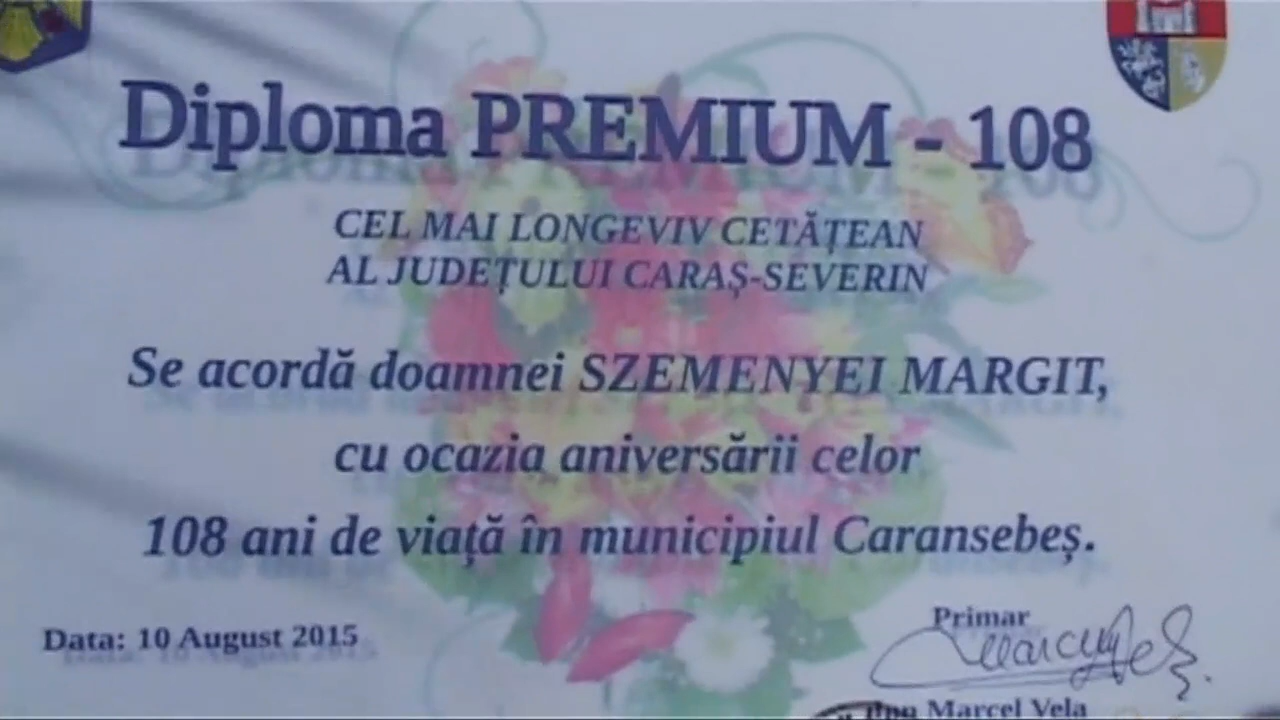 Diploma PREMIUM - 108
CEL MAI LONGEVIV CETĂȚEAN
AL JUDEȚULUI CARAȘ-SEVERIN
Se acordă doamnei SZEMENYEI MARGIT,
cu ocazia aniversării celor
108 ani de viață în municipiul Caransebeș.
Data: 10 August 2015
Primar
Marcel Vela